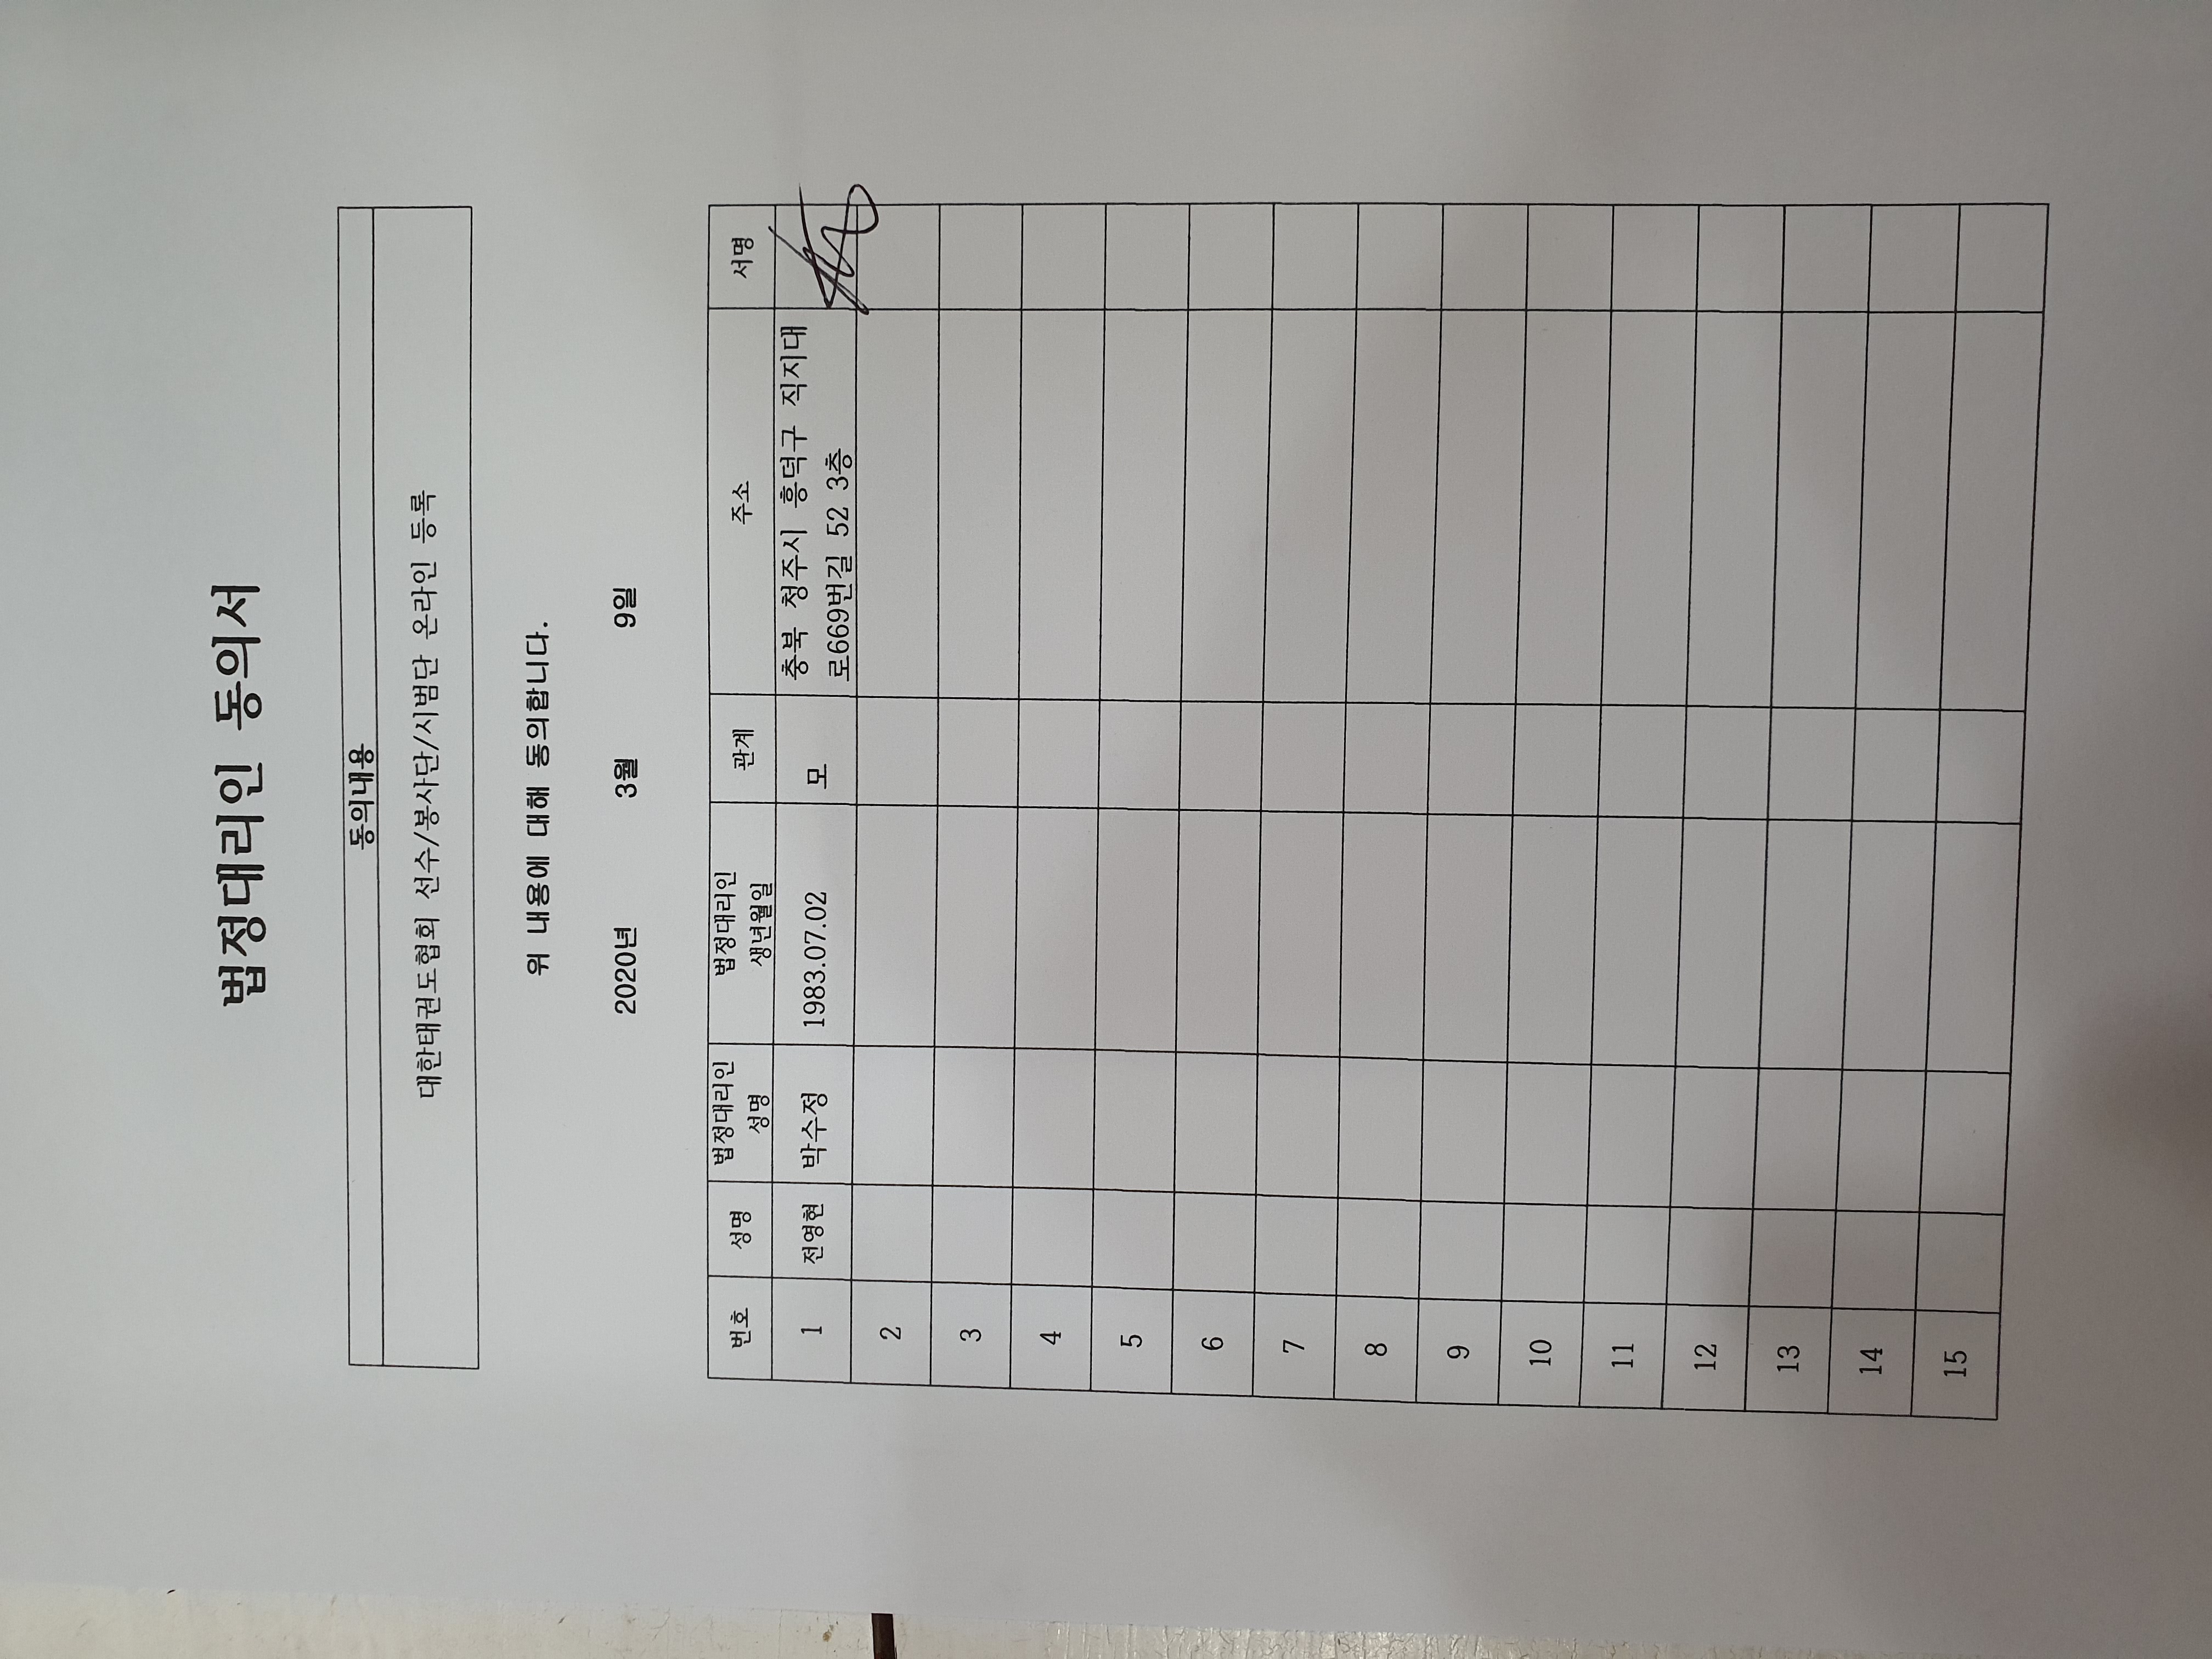 법정대리인 동의서
동의내용
대한태권도협회 선수/봉사단/시범단 온라인 등록
위 내용에 대해 동의합니다.
2020년 3월 9일
번호 성명 법정대리인 성명 법정대리인 생년월일 관계 주소 서명
1 전영현 박수정 1983.07.02 모 충북 청주시 흥덕구 직지대
로669번길 52 3층
2
3
4
5
6
7
8
9
10
11
12
13
14
15